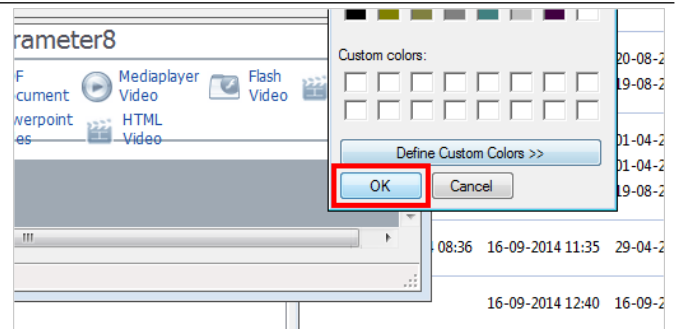 rameter8
Custom colors:
F
cument
Mediaplayer
Video
Flash
Video
werpoint
es
HTML
Video
Define Custom Colors >>
OK
Cancel
20-08-2
19-08-2
01-04-2
01-04-2
19-08-2
08:36 16-09-2014 11:35 29-04-2
16-09-2014 12:40 16-09-2